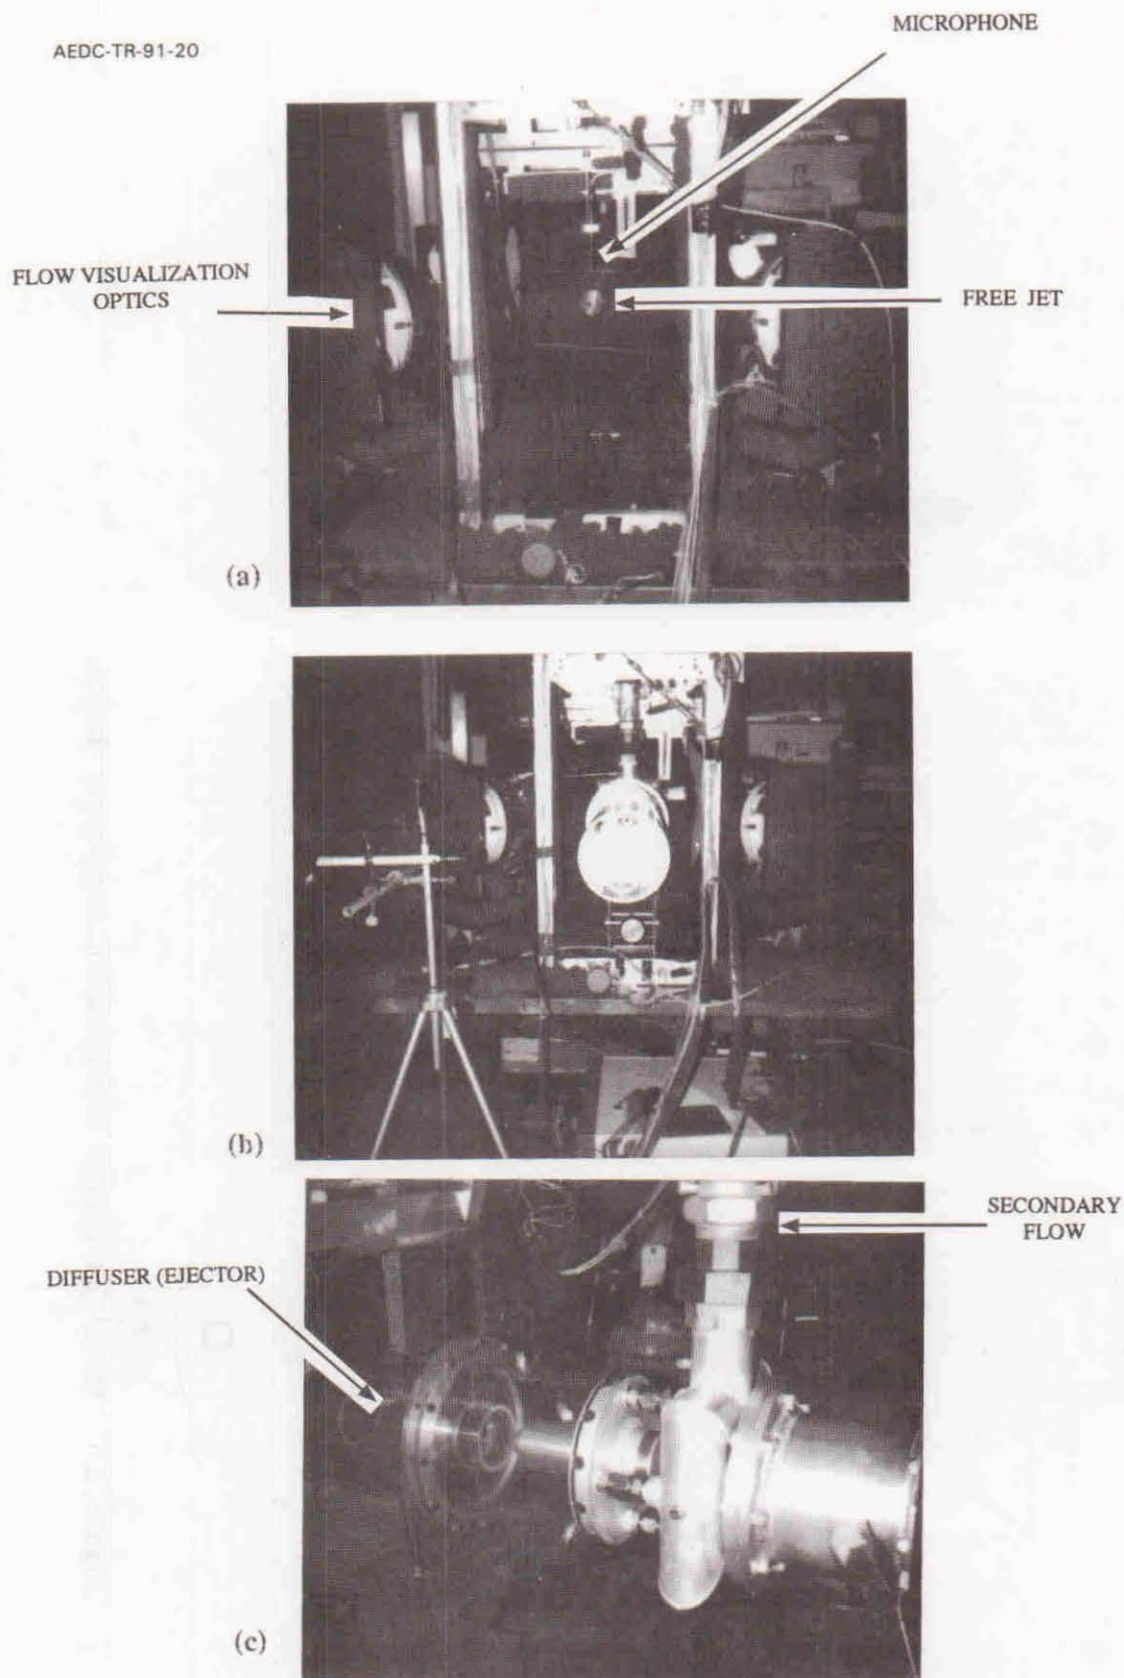 AEDC-TR-91-20
MICROPHONE
FLOW VISUALIZATION
OPTICS
FREE JET
(a)
(b)
SECONDARY
FLOW
DIFFUSER (EJECTOR)
(c)